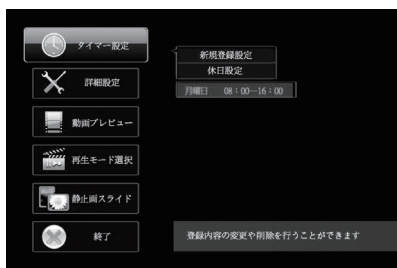 タイマー設定
詳細設定
動画プレビュー
再生モード選択
静止画スライド
終了
新規登録設定
休日設定
月曜日 08：00－16：00
登録内容の変更や削除を行うことができます